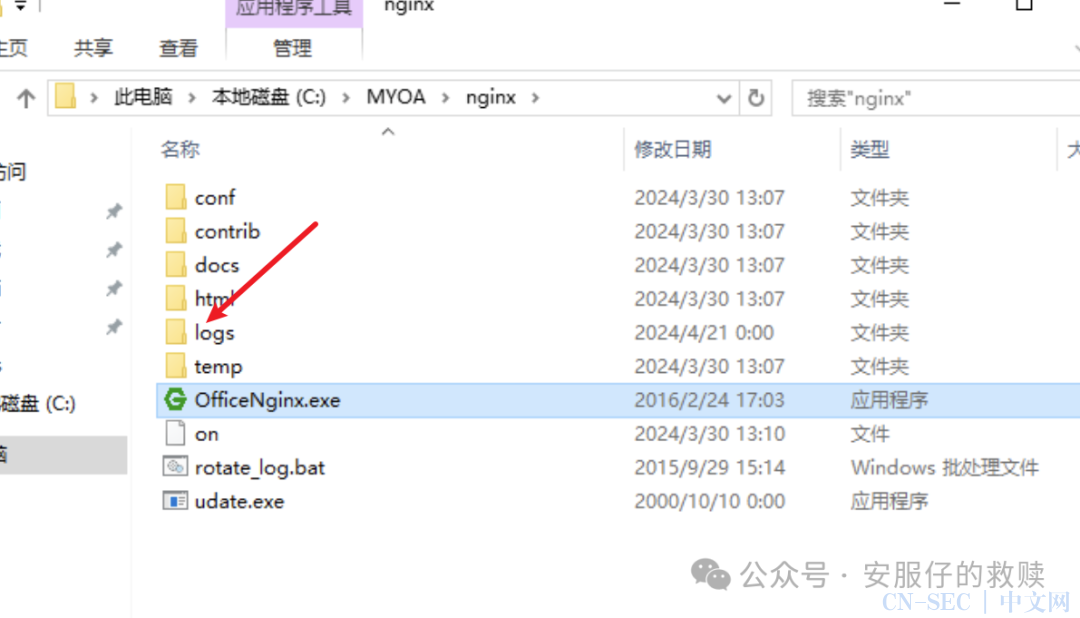 应用程序工具 nginx
主页 共享 查看 管理
此电脑 本地磁盘 (C:) MYOA nginx 搜索"nginx"
名称 修改日期 类型
conf 2024/3/30 13:07 文件夹
contrib 2024/3/30 13:07 文件夹
docs 2024/3/30 13:07 文件夹
html 2024/3/30 13:07 文件夹
logs 2024/4/21 0:00 文件夹
temp 2024/3/30 13:07 文件夹
OfficeNginx.exe 2016/2/24 17:03 应用程序
on 2024/3/30 13:10 文件
rotate_log.bat 2015/9/29 15:14 Windows 批处理文件
udate.exe 2000/10/10 0:00 应用程序
访问
磁盘 (C:)
公众号 · 安服仔的救赎
CN-SEC | 中文网